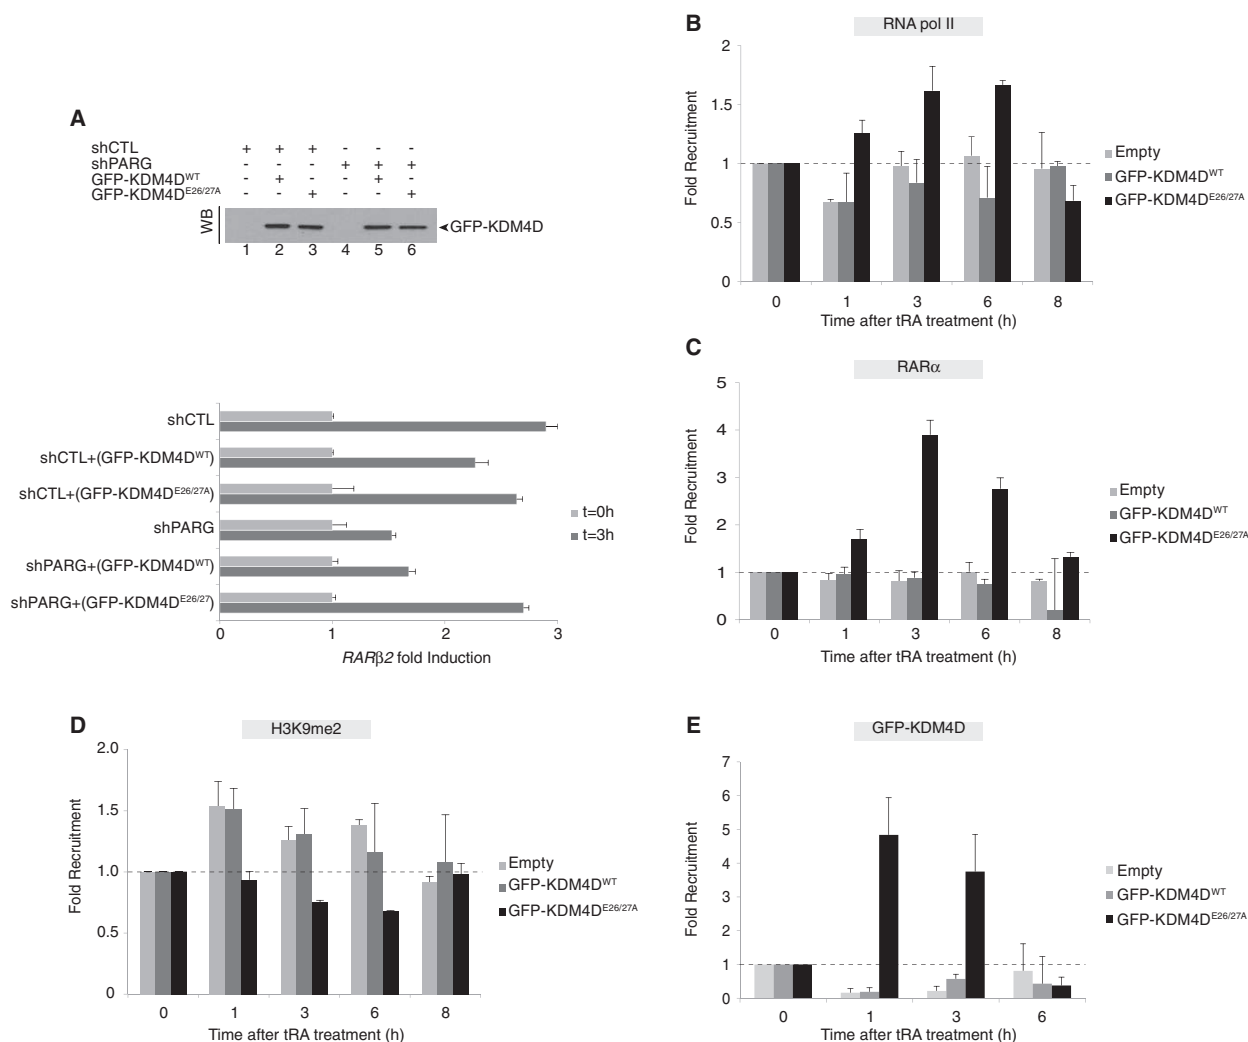 A
shCTL + + + - - -
shPARG - - - + + +
GFP-KDM4D^WT - + - - + -
GFP-KDM4D^E26/27A - - + - - +
WB
GFP-KDM4D
1 2 3 4 5 6
shCTL
shCTL+(GFP-KDM4D^WT)
shCTL+(GFP-KDM4D^E26/27A)
shPARG
shPARG+(GFP-KDM4D^WT)
shPARG+(GFP-KDM4D^E26/27)
t=0h
t=3h
0 1 2 3
RARβ2 fold Induction
B
RNA pol II
Fold Recruitment
2
1.5
1
0.5
0
0 1 3 6 8
Time after tRA treatment (h)
Empty
GFP-KDM4D^WT
GFP-KDM4D^E26/27A
C
RARα
Fold Recruitment
5
4
3
2
1
0
0 1 3 6 8
Time after tRA treatment (h)
Empty
GFP-KDM4D^WT
GFP-KDM4D^E26/27A
D
H3K9me2
Fold Recruitment
2.0
1.5
1.0
0.5
0
0 1 3 6 8
Time after tRA treatment (h)
Empty
GFP-KDM4D^WT
GFP-KDM4D^E26/27A
E
GFP-KDM4D
Fold Recruitment
7
6
5
4
3
2
1
0
0 1 3 6
Time after tRA treatment (h)
Empty
GFP-KDM4D^WT
GFP-KDM4D^E26/27A